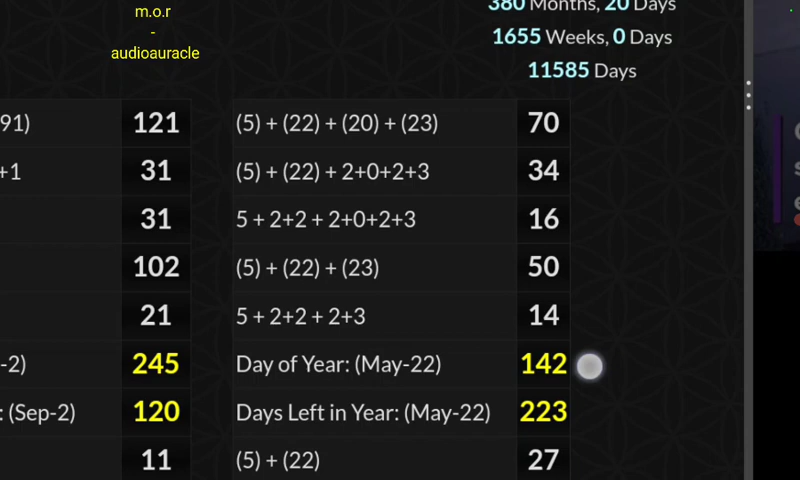 m.o.r
-
audioauracle
380 Months, 20 Days
1655 Weeks, 0 Days
11585 Days
91) 121 (5) + (22) + (20) + (23) 70
+1 31 (5) + (22) + 2+0+2+3 34
31 5 + 2+2 + 2+0+2+3 16
102 (5) + (22) + (23) 50
21 5 + 2+2 + 2+3 14
-2) 245 Day of Year: (May-22) 142
: (Sep-2) 120 Days Left in Year: (May-22) 223
11 (5) + (22) 27